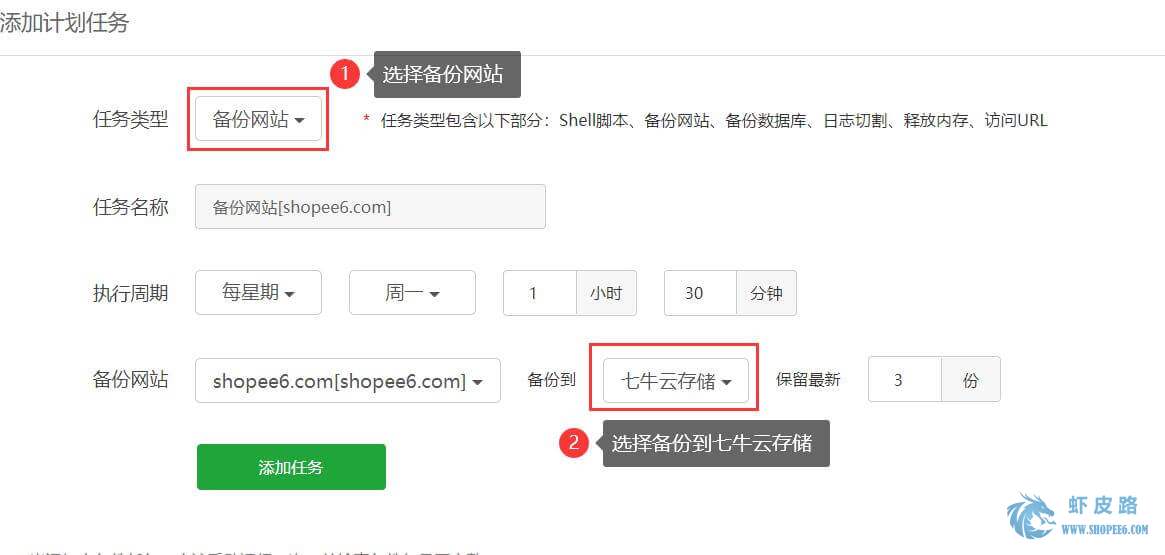 添加计划任务
1 选择备份网站
任务类型 备份网站 * 任务类型包含以下部分：Shell脚本、备份网站、备份数据库、日志切割、释放内存、访问URL
任务名称 备份网站[shopee6.com]
执行周期 每星期 周一 1 小时 30 分钟
备份网站 shopee6.com[shopee6.com] 备份到 七牛云存储 保留最新 3 份
2 选择备份到七牛云存储
添加任务
虾皮路
WWW.SHOPEE6.COM